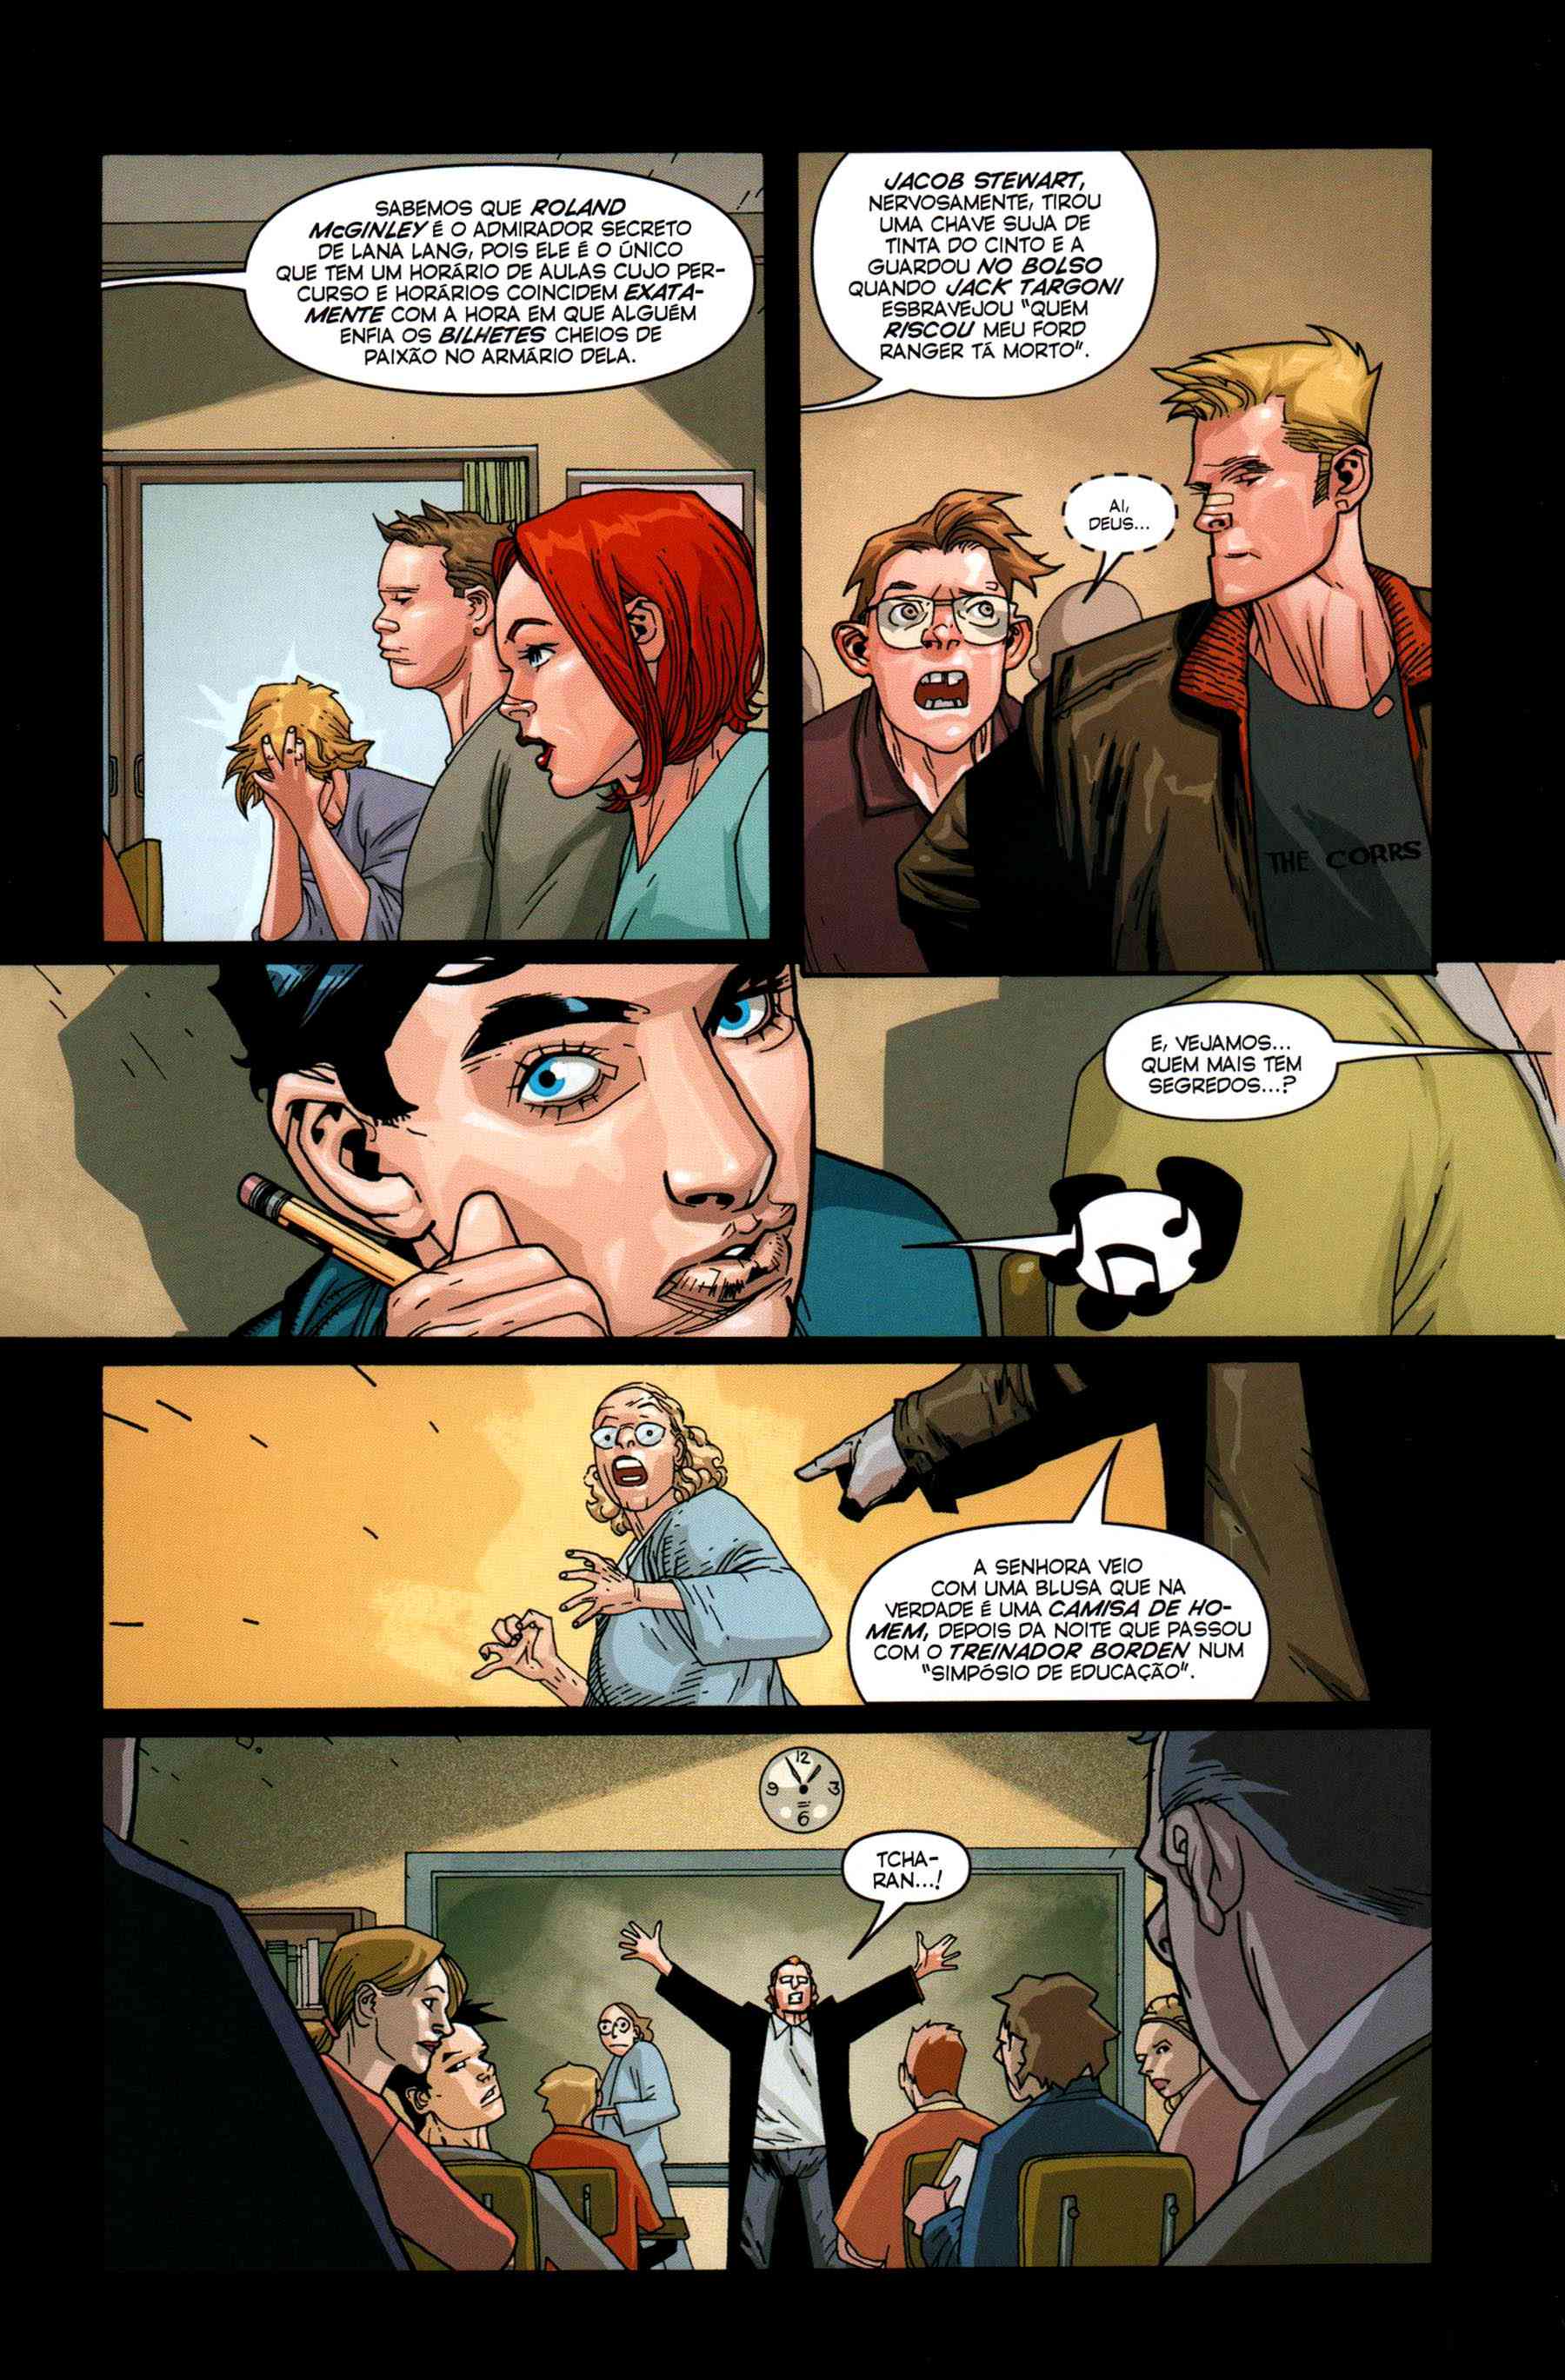 SABEMOS QUE ROLAND
McGINLEY É O ADMIRADOR SECRETO
DE LANA LANG, POIS ELE É O ÚNICO
QUE TEM UM HORÁRIO DE AULAS CUJO PER-
CURSO E HORÁRIOS COINCIDEM EXATA-
MENTE COM A HORA EM QUE ALGUÉM
ENFIA OS BILHETES CHEIOS DE
PAIXÃO NO ARMÁRIO DELA.
JACOB STEWART,
NERVOSAMENTE, TIROU
UMA CHAVE SUJA DE
TINTA DO CINTO E A
GUARDOU NO BOLSO
QUANDO JACK TARGONI
ESBRAVEJOU "QUEM
RISCOU MEU FORD
RANGER TÁ MORTO".
AI,
DEUS...
THE CORRS
E, VEJAMOS...
QUEM MAIS TEM
SEGREDOS...?
A SENHORA VEIO
COM UMA BLUSA QUE NA
VERDADE É UMA CAMISA DE HO-
MEM, DEPOIS DA NOITE QUE PASSOU
COM O TREINADOR BORDEN NUM
"SIMPÓSIO DE EDUCAÇÃO".
12
9 3
6
TCHA-
RAN...!